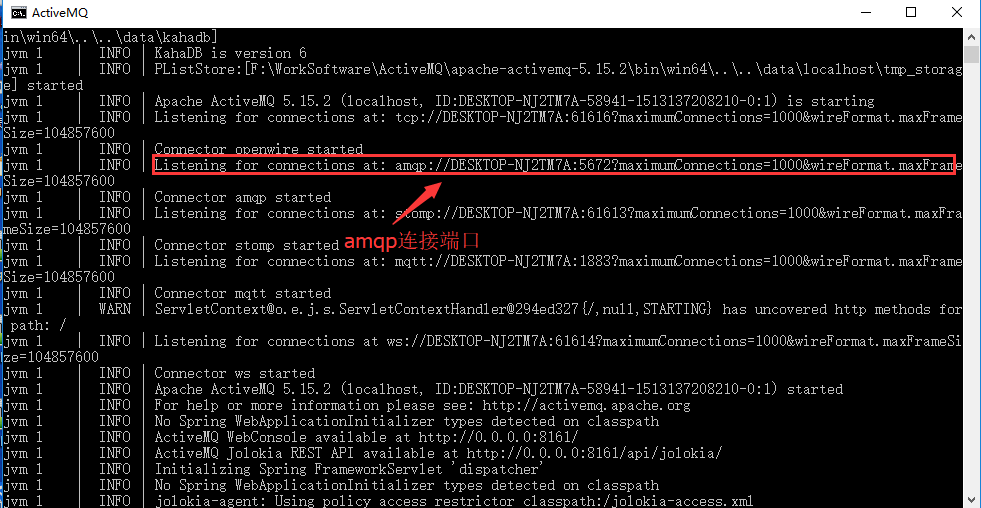 ActiveMQ
in\win64\..\..\data\kahadb]
jvm 1    | INFO | KahaDB is version 6
jvm 1    | INFO | PListStore:[F:\WorkSoftware\ActiveMQ\apache-activemq-5.15.2\bin\win64\..\..\data\localhost\tmp_storag
e] started
jvm 1    | INFO | Apache ActiveMQ 5.15.2 (localhost, ID:DESKTOP-NJ2TM7A-58941-1513137208210-0:1) is starting
jvm 1    | INFO | Listening for connections at: tcp://DESKTOP-NJ2TM7A:61616?maximumConnections=1000&wireFormat.maxFrame
Size=104857600
jvm 1    | INFO | Connector openwire started
jvm 1    | INFO | Listening for connections at: amqp://DESKTOP-NJ2TM7A:5672?maximumConnections=1000&wireFormat.maxFrame
Size=104857600
jvm 1    | INFO | Connector amqp started
jvm 1    | INFO | Listening for connections at: stomp://DESKTOP-NJ2TM7A:61613?maximumConnections=1000&wireFormat.maxFra
meSize=104857600
amqp连接端口
jvm 1    | INFO | Connector stomp started
jvm 1    | INFO | Listening for connections at: mqtt://DESKTOP-NJ2TM7A:1883?maximumConnections=1000&wireFormat.maxFrame
Size=104857600
jvm 1    | INFO | Connector mqtt started
jvm 1    | WARN | ServletContext@o.e.j.s.ServletContextHandler@294ed327{/,null,STARTING} has uncovered http methods for
path: /
jvm 1    | INFO | Listening for connections at ws://DESKTOP-NJ2TM7A:61614?maximumConnections=1000&wireFormat.maxFrameSi
ze=104857600
jvm 1    | INFO | Connector ws started
jvm 1    | INFO | Apache ActiveMQ 5.15.2 (localhost, ID:DESKTOP-NJ2TM7A-58941-1513137208210-0:1) started
jvm 1    | INFO | For help or more information please see: http://activemq.apache.org
jvm 1    | INFO | No Spring WebApplicationInitializer types detected on classpath
jvm 1    | INFO | ActiveMQ WebConsole available at http://0.0.0.0:8161/
jvm 1    | INFO | ActiveMQ Jolokia REST API available at http://0.0.0.0:8161/api/jolokia/
jvm 1    | INFO | Initializing Spring FrameworkServlet 'dispatcher'
jvm 1    | INFO | No Spring WebApplicationInitializer types detected on classpath
jvm 1    | INFO | jolokia-agent: Using policy access restrictor classpath:/jolokia-access.xml